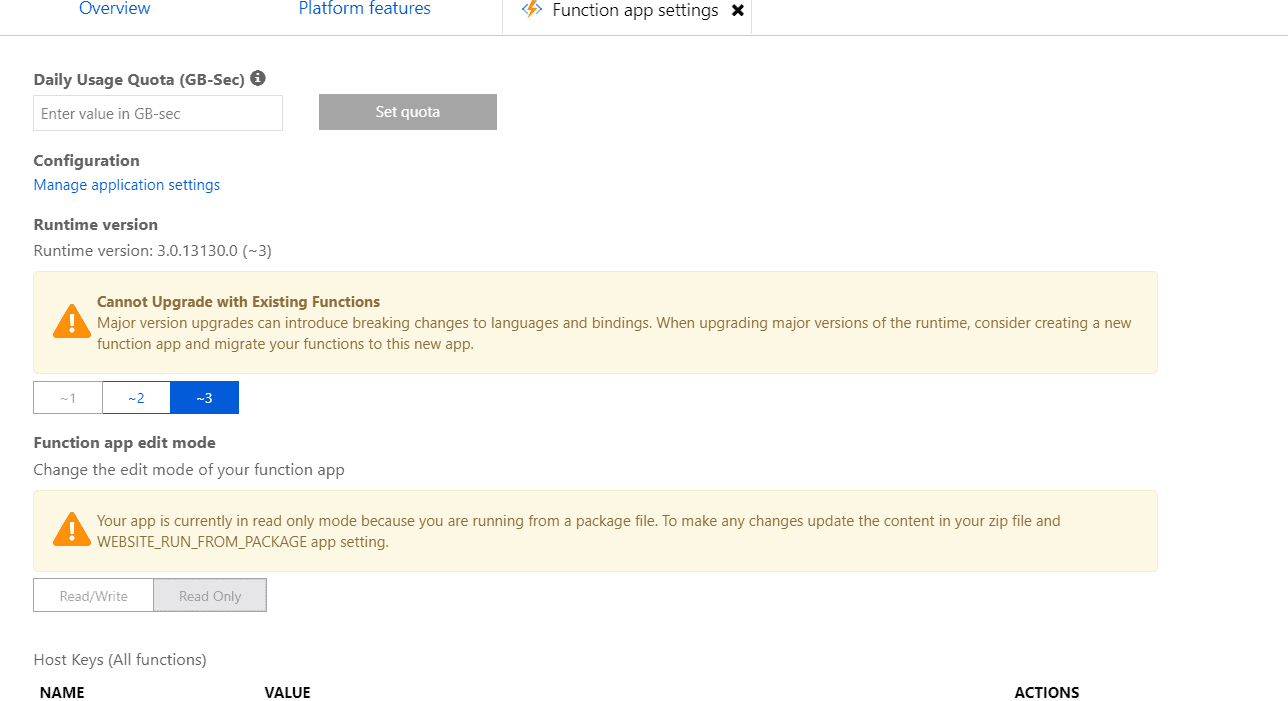 Overview Platform features Function app settings ✖
Daily Usage Quota (GB-Sec)
Enter value in GB-sec Set quota
Configuration
Manage application settings
Runtime version
Runtime version: 3.0.13130.0 (~3)
Cannot Upgrade with Existing Functions
Major version upgrades can introduce breaking changes to languages and bindings. When upgrading major versions of the runtime, consider creating a new
function app and migrate your functions to this new app.
~1 ~2 ~3
Function app edit mode
Change the edit mode of your function app
Your app is currently in read only mode because you are running from a package file. To make any changes update the content in your zip file and
WEBSITE_RUN_FROM_PACKAGE app setting.
Read/Write Read Only
Host Keys (All functions)
NAME VALUE ACTIONS